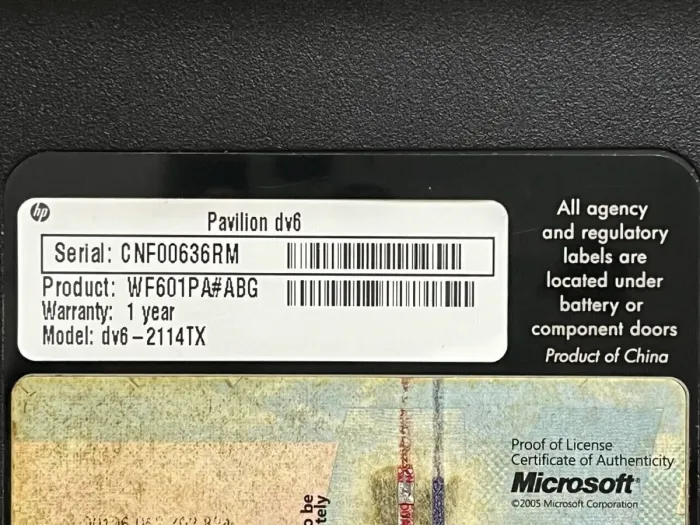 hp
Pavilion dv6
Serial: CNF00636RM
Product: WF601PA#ABG
Warranty: 1 year
Model: dv6-2114TX
All agency
and regulatory
labels are
located under
battery or
component doors
Product of China
Proof of License
Certificate of Authenticity
Microsoft®
©2005 Microsoft Corporation
o be
tely